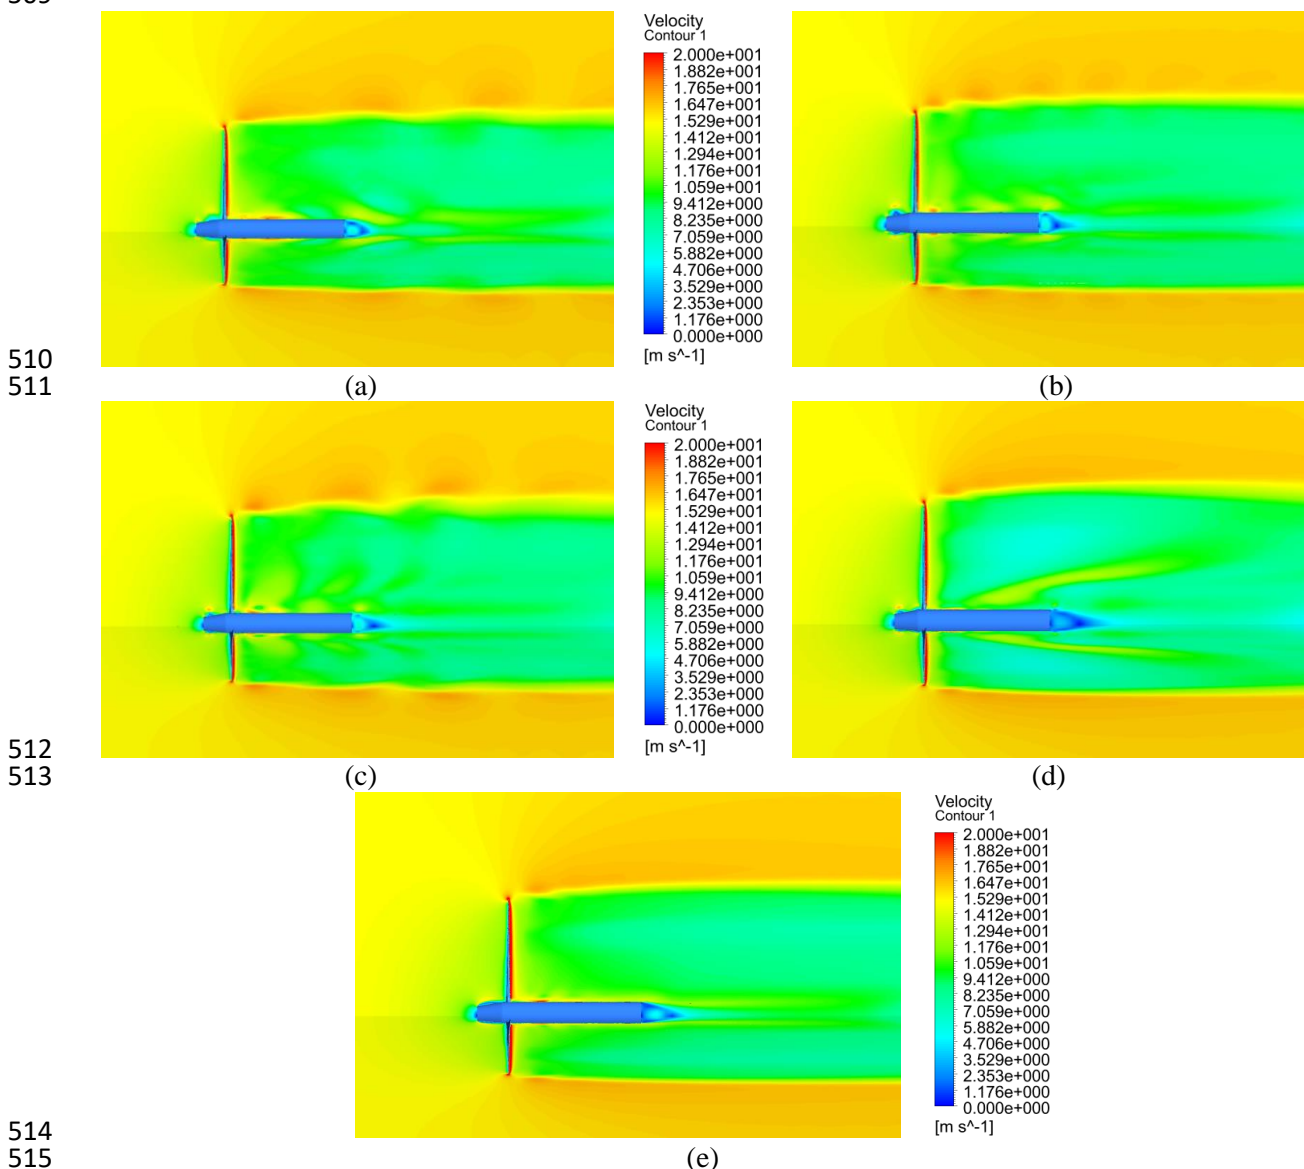 509
Velocity
Contour 1
2.000e+001
1.882e+001
1.765e+001
1.647e+001
1.529e+001
1.412e+001
1.294e+001
1.176e+001
1.059e+001
9.412e+000
8.235e+000
7.059e+000
5.882e+000
4.706e+000
3.529e+000
2.353e+000
1.176e+000
0.000e+000
[m s^-1]
510
511 (a) (b)
Velocity
Contour 1
2.000e+001
1.882e+001
1.765e+001
1.647e+001
1.529e+001
1.412e+001
1.294e+001
1.176e+001
1.059e+001
9.412e+000
8.235e+000
7.059e+000
5.882e+000
4.706e+000
3.529e+000
2.353e+000
1.176e+000
0.000e+000
[m s^-1]
512
513 (c) (d)
Velocity
Contour 1
2.000e+001
1.882e+001
1.765e+001
1.647e+001
1.529e+001
1.412e+001
1.294e+001
1.176e+001
1.059e+001
9.412e+000
8.235e+000
7.059e+000
5.882e+000
4.706e+000
3.529e+000
2.353e+000
1.176e+000
0.000e+000
[m s^-1]
514
515 (e)